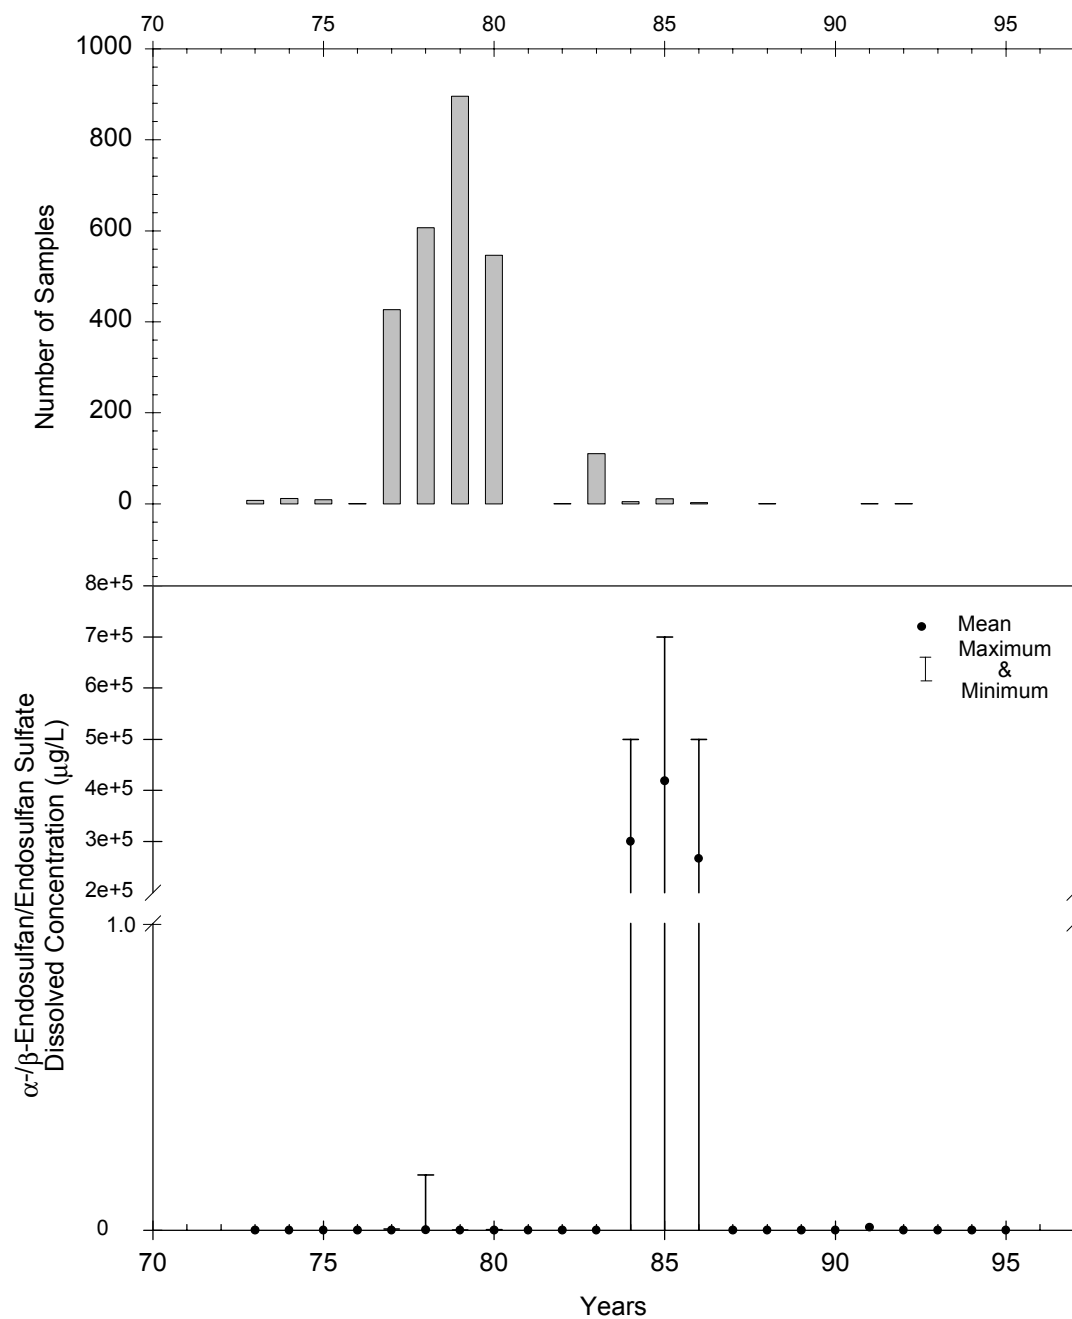 70 75 80 85 90 95
1000
800
600
400
200
0
Number of Samples
8e+5
7e+5
6e+5
5e+5
4e+5
3e+5
2e+5
1.0
0
α-/β-Endosulfan/Endosulfan Sulfate
Dissolved Concentration (μg/L)
Mean
Maximum
&
Minimum
70 75 80 85 90 95
Years